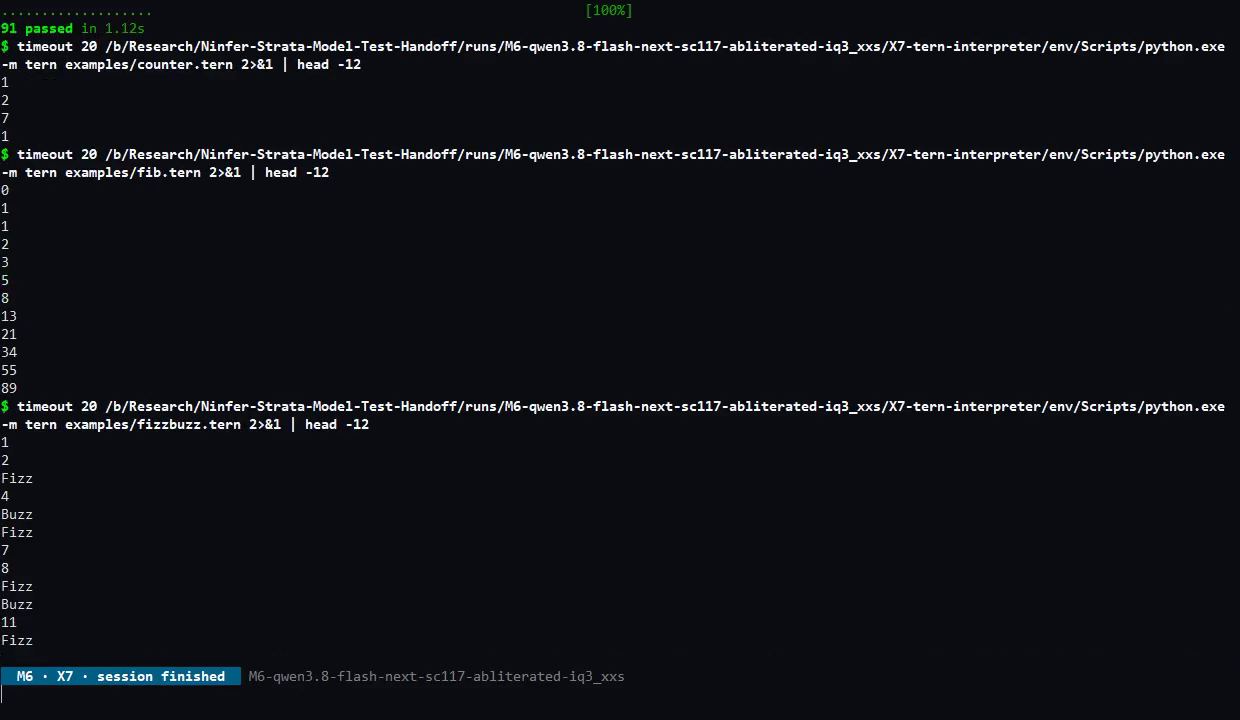 ................... [100%]
91 passed in 1.12s
$ timeout 20 /b/Research/Ninfer-Strata-Model-Test-Handoff/runs/M6-qwen3.8-flash-next-sc117-abliterated-iq3_xxs/X7-tern-interpreter/env/Scripts/python.exe
-m tern examples/counter.tern 2>&1 | head -12
1
2
7
1
$ timeout 20 /b/Research/Ninfer-Strata-Model-Test-Handoff/runs/M6-qwen3.8-flash-next-sc117-abliterated-iq3_xxs/X7-tern-interpreter/env/Scripts/python.exe
-m tern examples/fib.tern 2>&1 | head -12
0
1
1
2
3
5
8
13
21
34
55
89
$ timeout 20 /b/Research/Ninfer-Strata-Model-Test-Handoff/runs/M6-qwen3.8-flash-next-sc117-abliterated-iq3_xxs/X7-tern-interpreter/env/Scripts/python.exe
-m tern examples/fizzbuzz.tern 2>&1 | head -12
1
2
Fizz
4
Buzz
Fizz
7
8
Fizz
Buzz
11
Fizz
M6 · X7 · session finished M6-qwen3.8-flash-next-sc117-abliterated-iq3_xxs